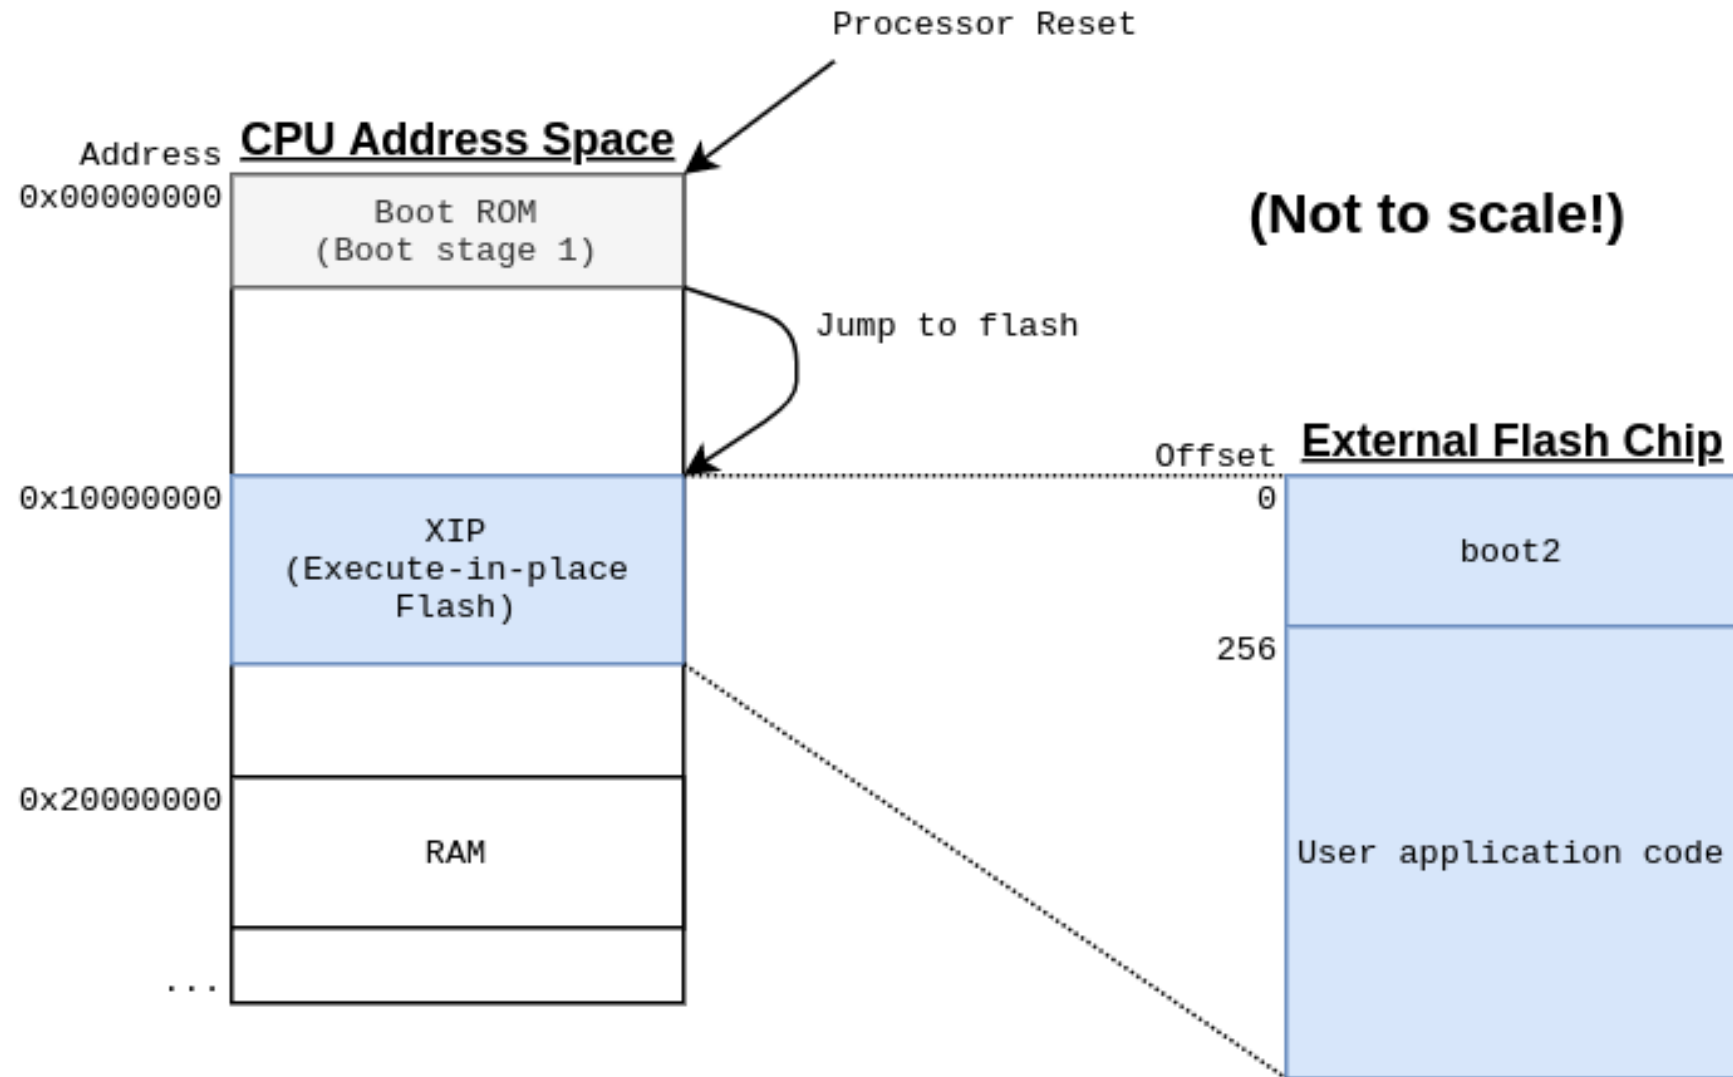 Processor Reset
CPU Address Space
Address
0x00000000
Boot ROM
(Boot stage 1)
(Not to scale!)
Jump to flash
External Flash Chip
Offset
0x10000000
0
XIP
(Execute-in-place
Flash)
boot2
256
0x20000000
RAM
User application code
...